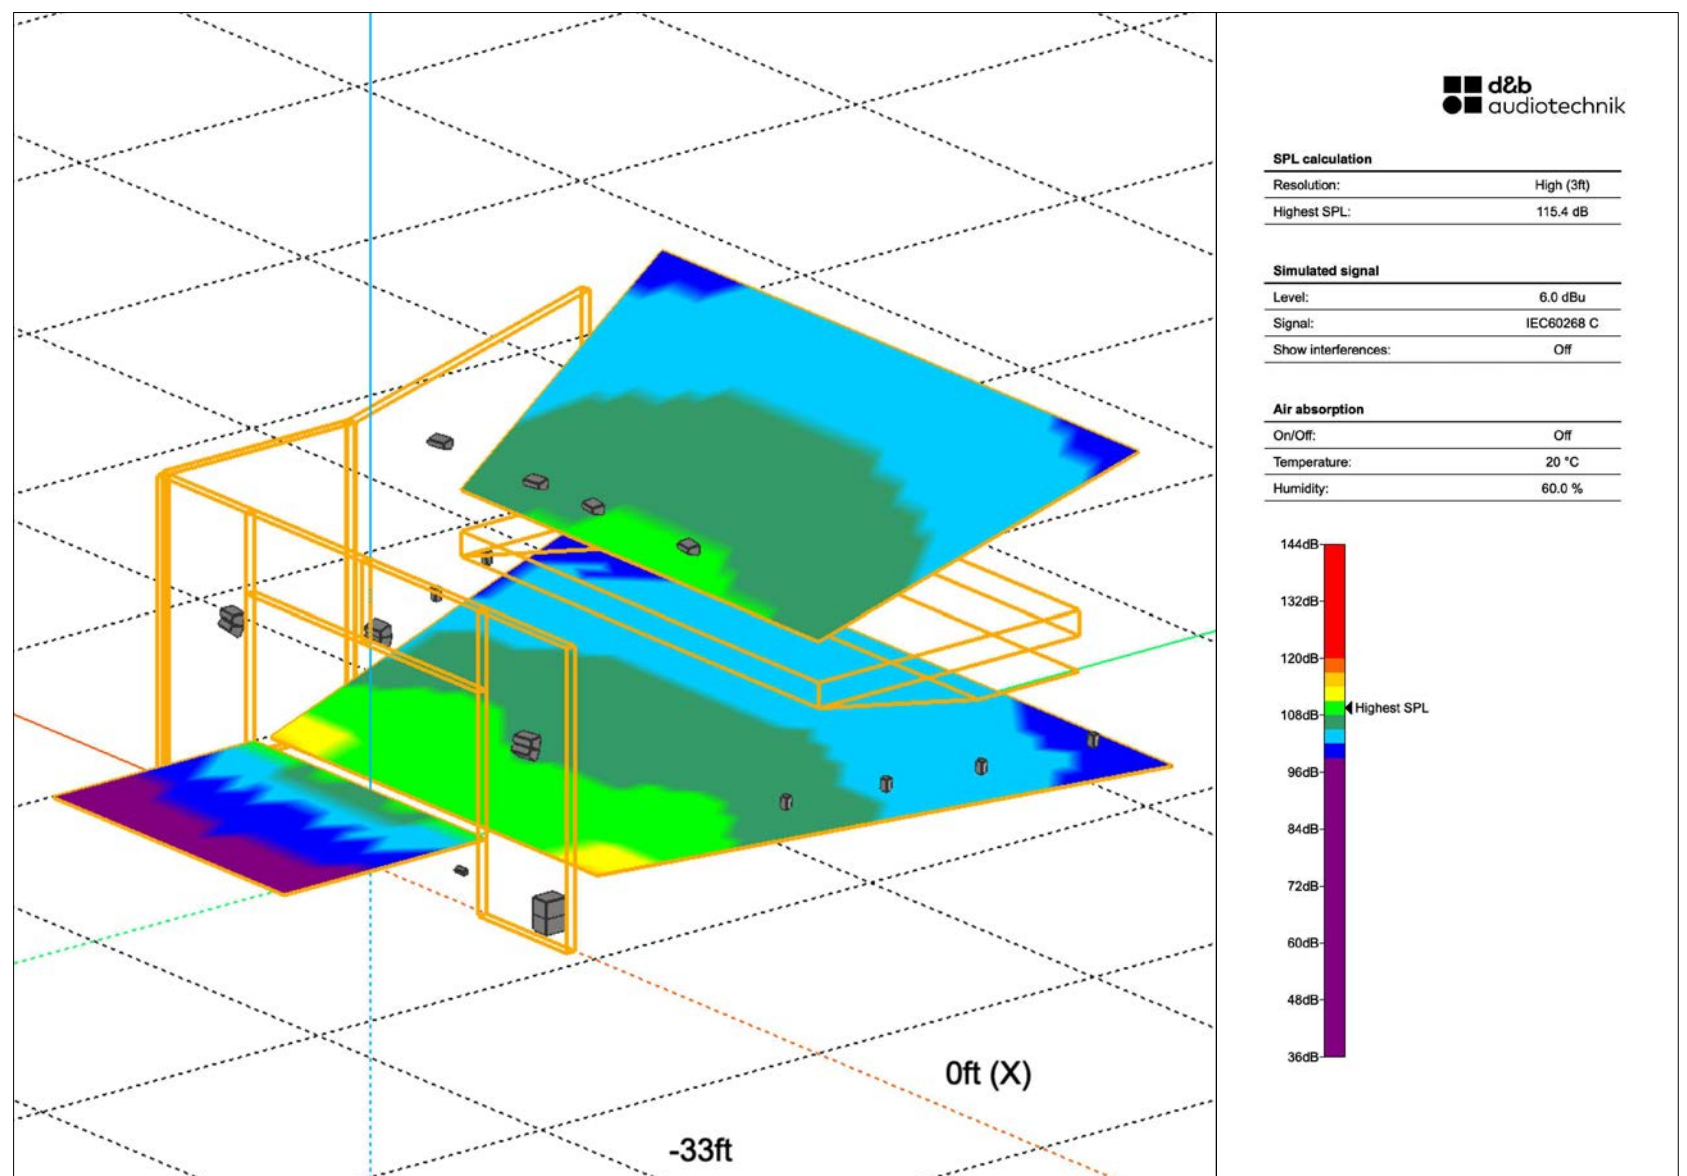 d&b
audiotechnik
SPL calculation
Resolution: High (3ft)
Highest SPL: 115.4 dB
Simulated signal
Level: 6.0 dBu
Signal: IEC60268 C
Show interferences: Off
Air absorption
On/Off: Off
Temperature: 20 °C
Humidity: 60.0 %
144dB
132dB
120dB
108dB
Highest SPL
96dB
84dB
72dB
60dB
48dB
36dB
0ft (X)
-33ft